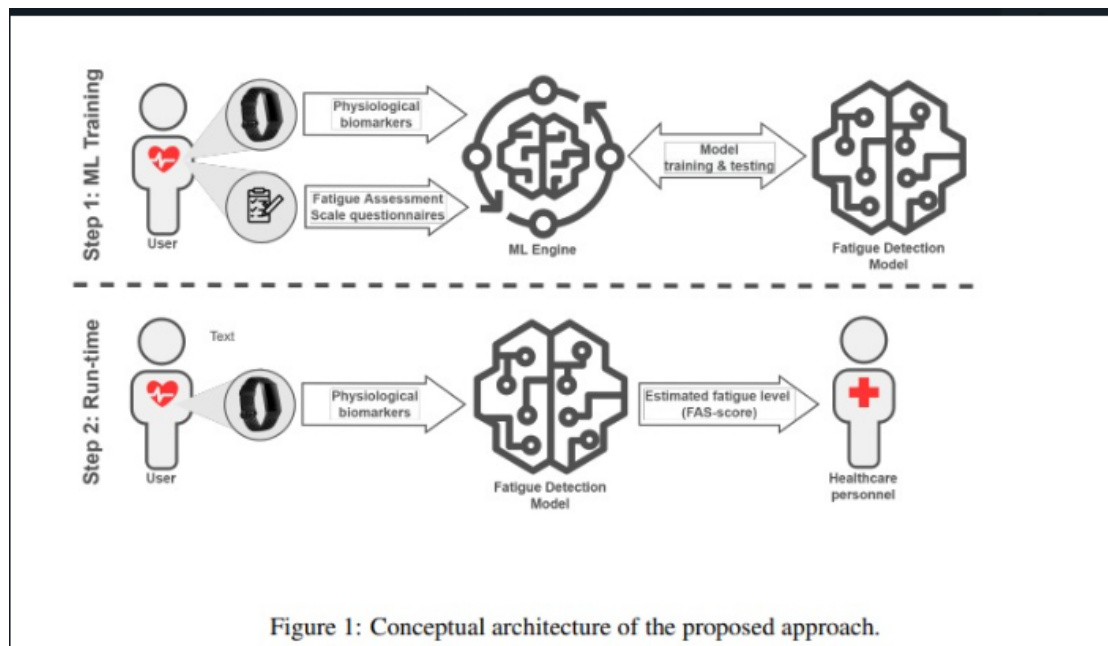 Step 1: ML Training
Physiological
biomarkers
Fatigue Assessment
Scale questionnaires
User
ML Engine
Model
training & testing
Fatigue Detection
Model
Step 2: Run-time
Text
Physiological
biomarkers
User
Fatigue Detection
Model
Estimated fatigue level
(FAS-score)
Healthcare
personnel
Figure 1: Conceptual architecture of the proposed approach.